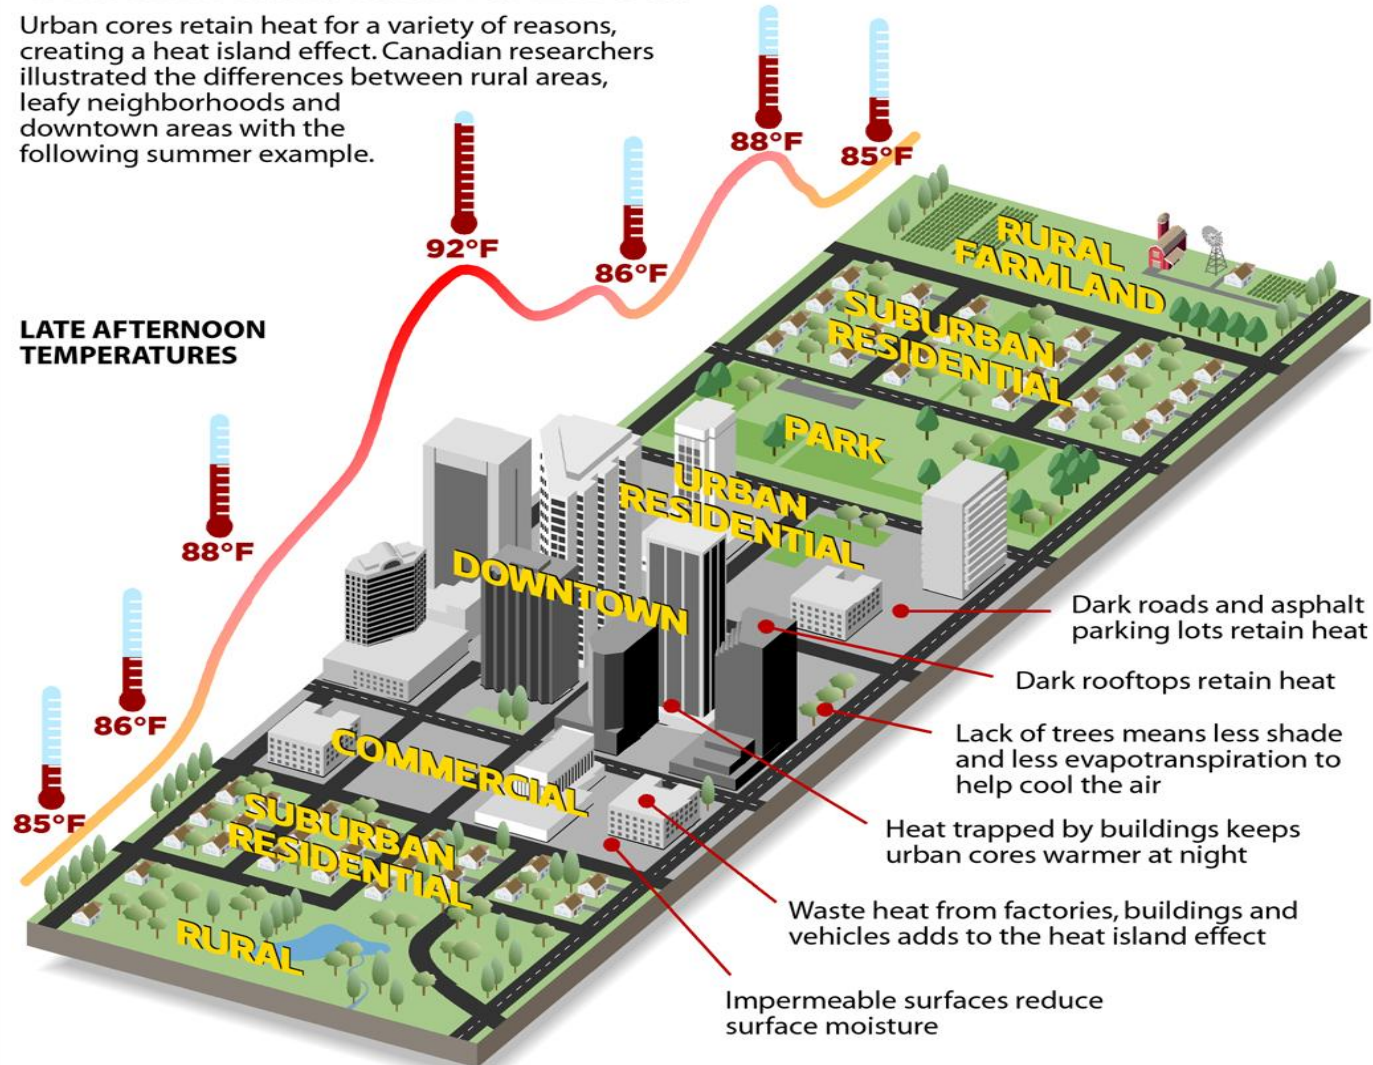 Urban cores retain heat for a variety of reasons,
creating a heat island effect. Canadian researchers
illustrated the differences between rural areas,
leafy neighborhoods and
downtown areas with the
following summer example.
88°F
85°F
92°F
86°F
LATE AFTERNOON
TEMPERATURES
88°F
86°F
85°F
RURAL
FARMLAND
SUBURBAN
RESIDENTIAL
PARK
URBAN
RESIDENTIAL
DOWNTOWN
COMMERCIAL
SUBURBAN
RESIDENTIAL
RURAL
Dark roads and asphalt
parking lots retain heat
Dark rooftops retain heat
Lack of trees means less shade
and less evapotranspiration to
help cool the air
Heat trapped by buildings keeps
urban cores warmer at night
Waste heat from factories, buildings and
vehicles adds to the heat island effect
Impermeable surfaces reduce
surface moisture